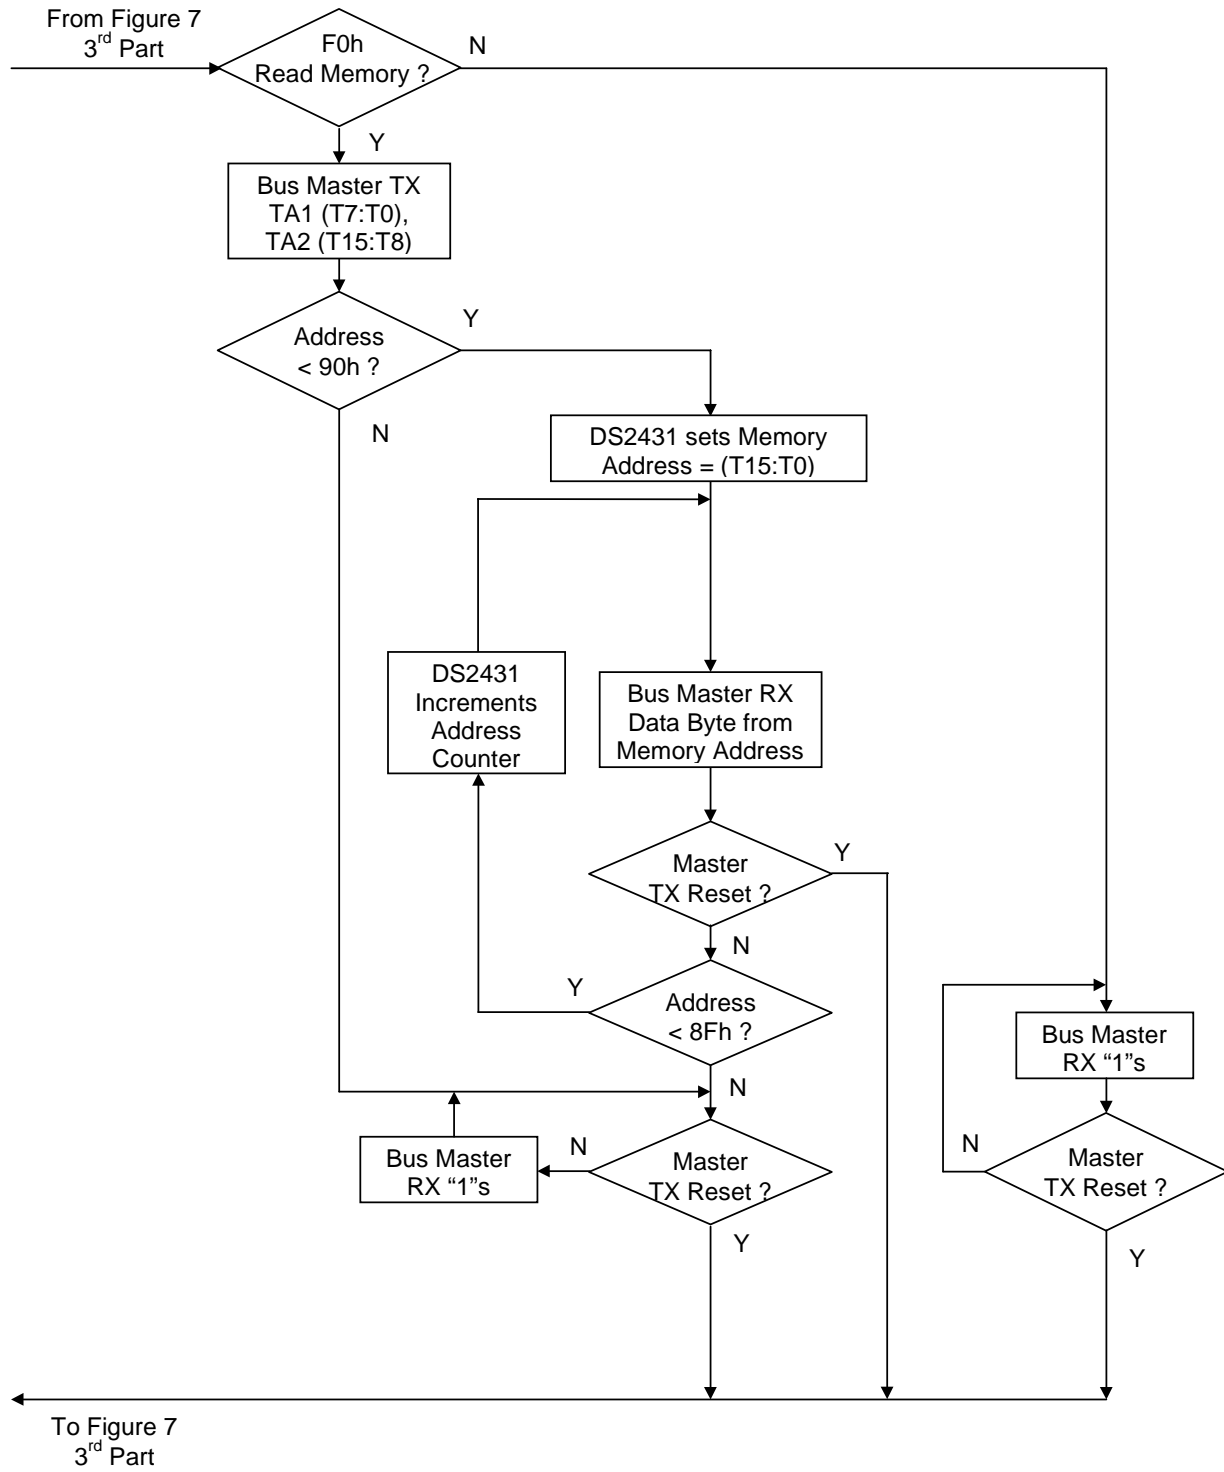 From Figure 7
3rd Part
F0h
Read Memory ?
N
Y
Bus Master TX
TA1 (T7:T0),
TA2 (T15:T8)
Address
< 90h ?
Y
N
DS2431 sets Memory
Address = (T15:T0)
DS2431
Increments
Address
Counter
Bus Master RX
Data Byte from
Memory Address
Master
TX Reset ?
Y
N
Address
< 8Fh ?
Y
N
Bus Master
RX “1”s
N
Master
TX Reset ?
Y
Bus Master
RX “1”s
N
Master
TX Reset ?
Y
To Figure 7
3rd Part